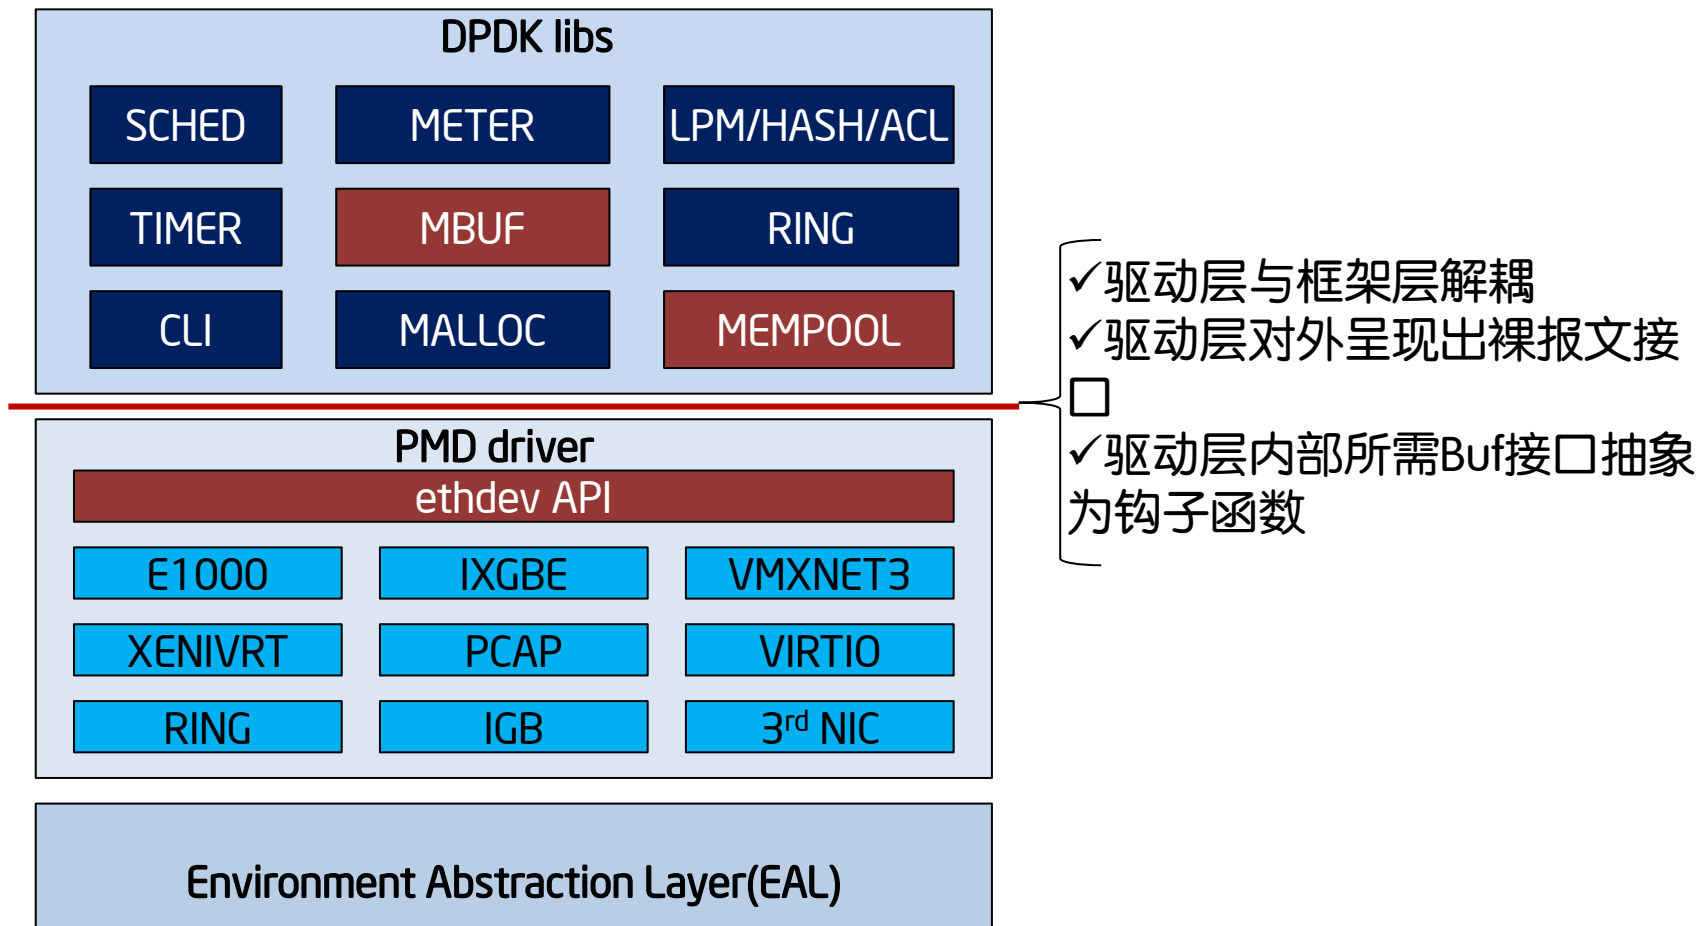 DPDK libs
SCHED
METER
LPM/HASH/ACL
TIMER
MBUF
RING
CLI
MALLOC
MEMPOOL
✓驱动层与框架层解耦
✓驱动层对外呈现出裸报文接
口
✓驱动层内部所需Buf接口抽象
为钩子函数
PMD driver
ethdev API
E1000
IXGBE
VMXNET3
XENIVRT
PCAP
VIRTIO
RING
IGB
3rd NIC
Environment Abstraction Layer(EAL)